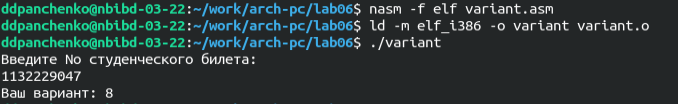 ddpanchenko@nbibd-03-22:~/work/arch-pc/lab06$ nasm -f elf variant.asm
ddpanchenko@nbibd-03-22:~/work/arch-pc/lab06$ ld -m elf_i386 -o variant variant.o
ddpanchenko@nbibd-03-22:~/work/arch-pc/lab06$ ./variant
Введите No студенческого билета:
1132229047
Ваш вариант: 8